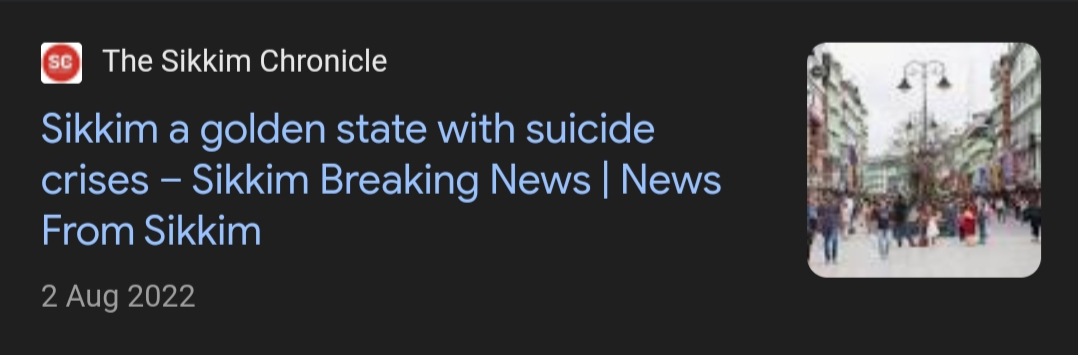 SC
The Sikkim Chronicle
Sikkim a golden state with suicide
crises – Sikkim Breaking News | News
From Sikkim
2 Aug 2022